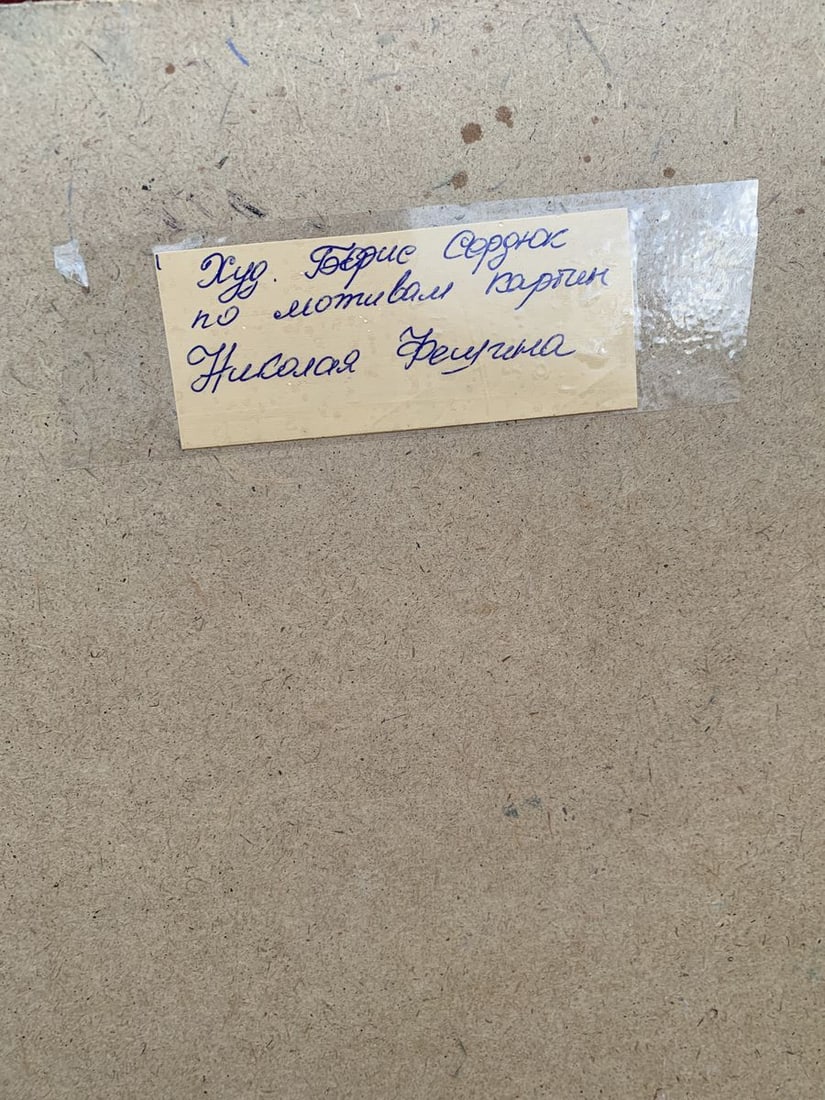 Худ. Борис Сердюк
по мотивам картин
Николая Фешина